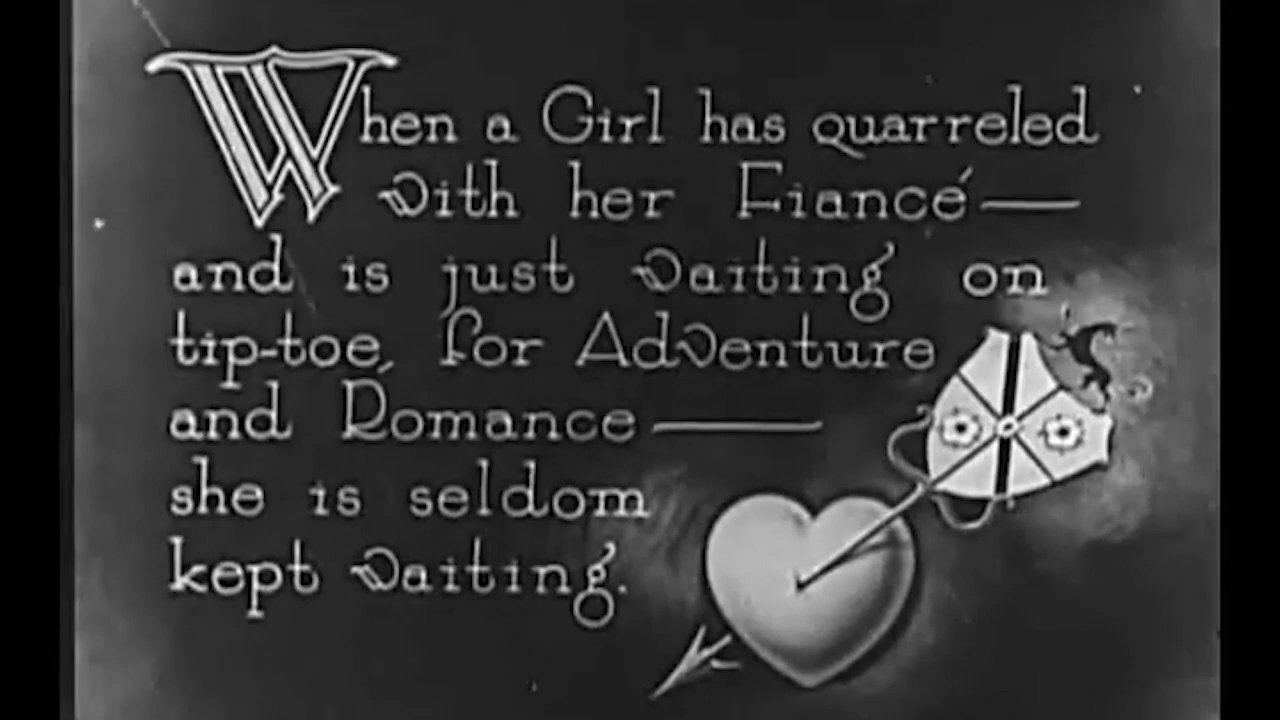 When a Girl has quarreled
with her Fiancé—
and is just waiting on
tip-toe, for Adventure
and Romance—
she is seldom
kept waiting.